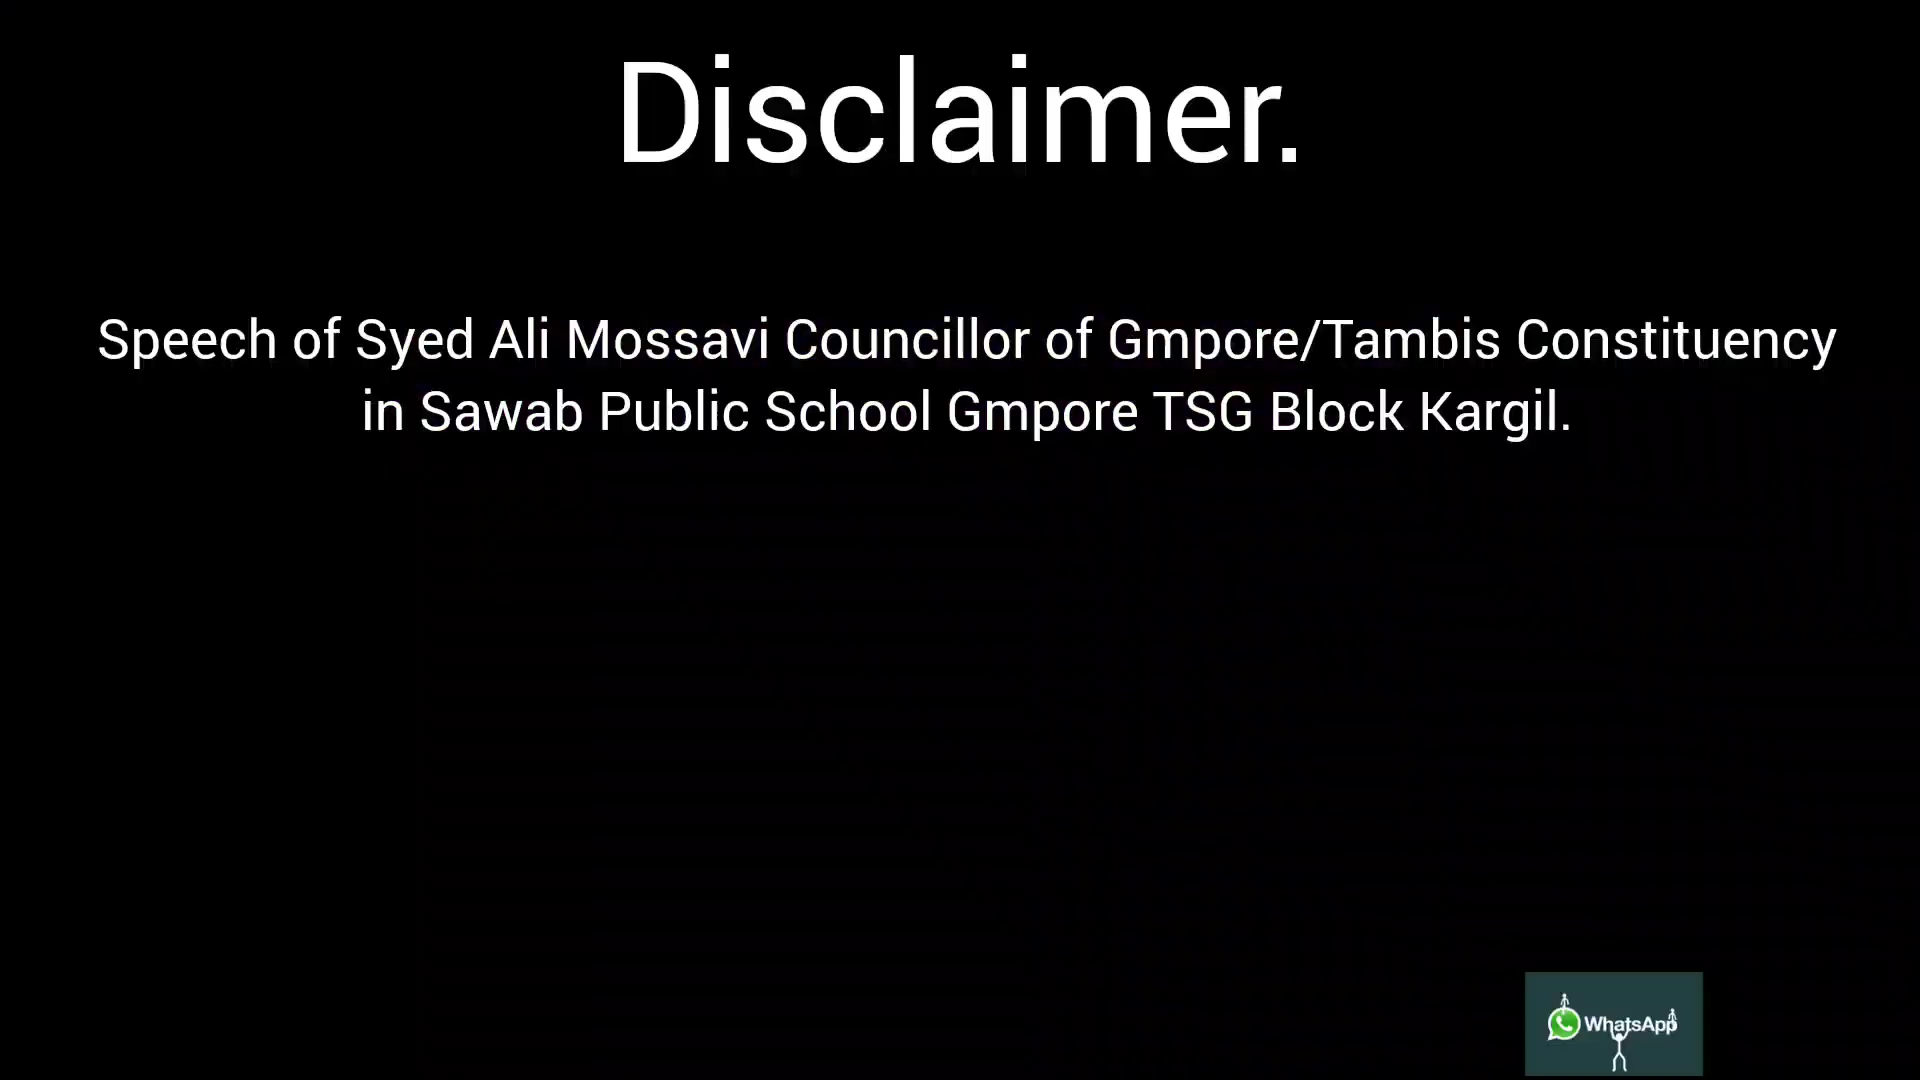 Disclaimer.
Speech of Syed Ali Mossavi Councillor of Gmpore/Tambis Constituency
in Sawab Public School Gmpore TSG Block Kargil.
WhatsApp